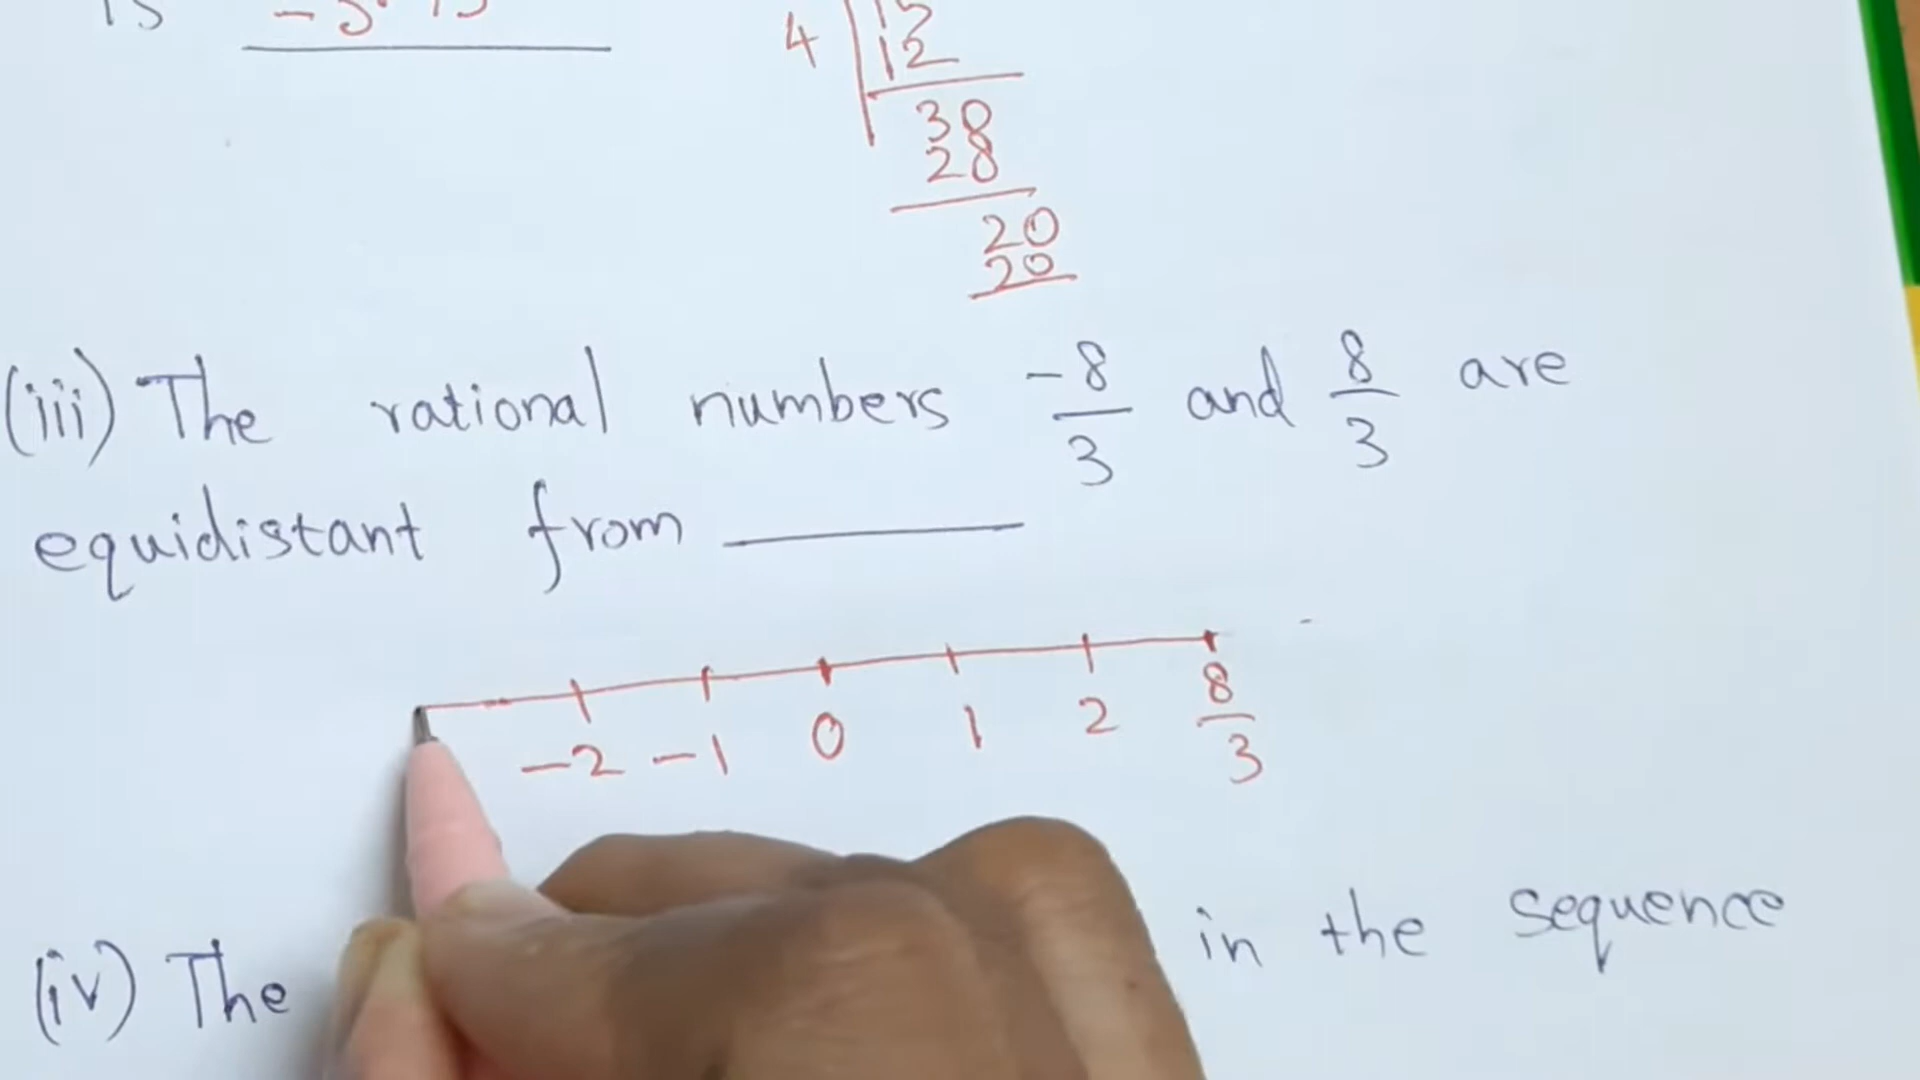 4 12
38
28
20
20
(iii) The rational numbers -8/3 and 8/3 are
equidistant from ______
-2 -1 0 1 2 8/3
(iv) The in the sequence